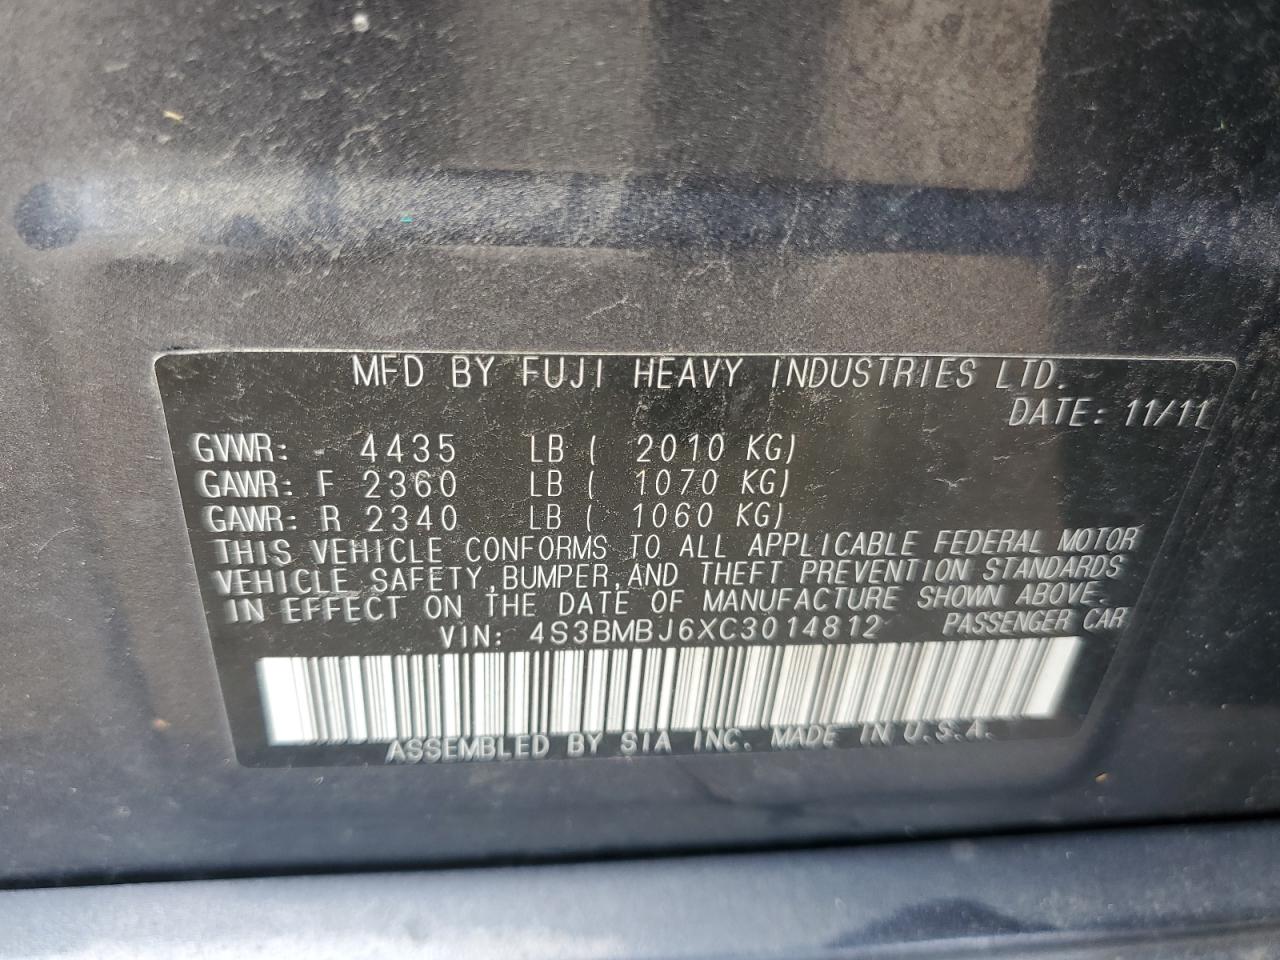 MFD BY FUJI HEAVY INDUSTRIES LTD.
DATE: 11/11
GVWR: 4435 LB ( 2010 KG)
GAWR: F 2360 LB ( 1070 KG)
GAWR: R 2340 LB ( 1060 KG)
THIS VEHICLE CONFORMS TO ALL APPLICABLE FEDERAL MOTOR
VEHICLE SAFETY, BUMPER, AND THEFT PREVENTION STANDARDS
IN EFFECT ON THE DATE OF MANUFACTURE SHOWN ABOVE.
VIN: 4S3BMBJ6XC3014812 PASSENGER CAR
ASSEMBLED BY SIA INC. MADE IN U.S.A.